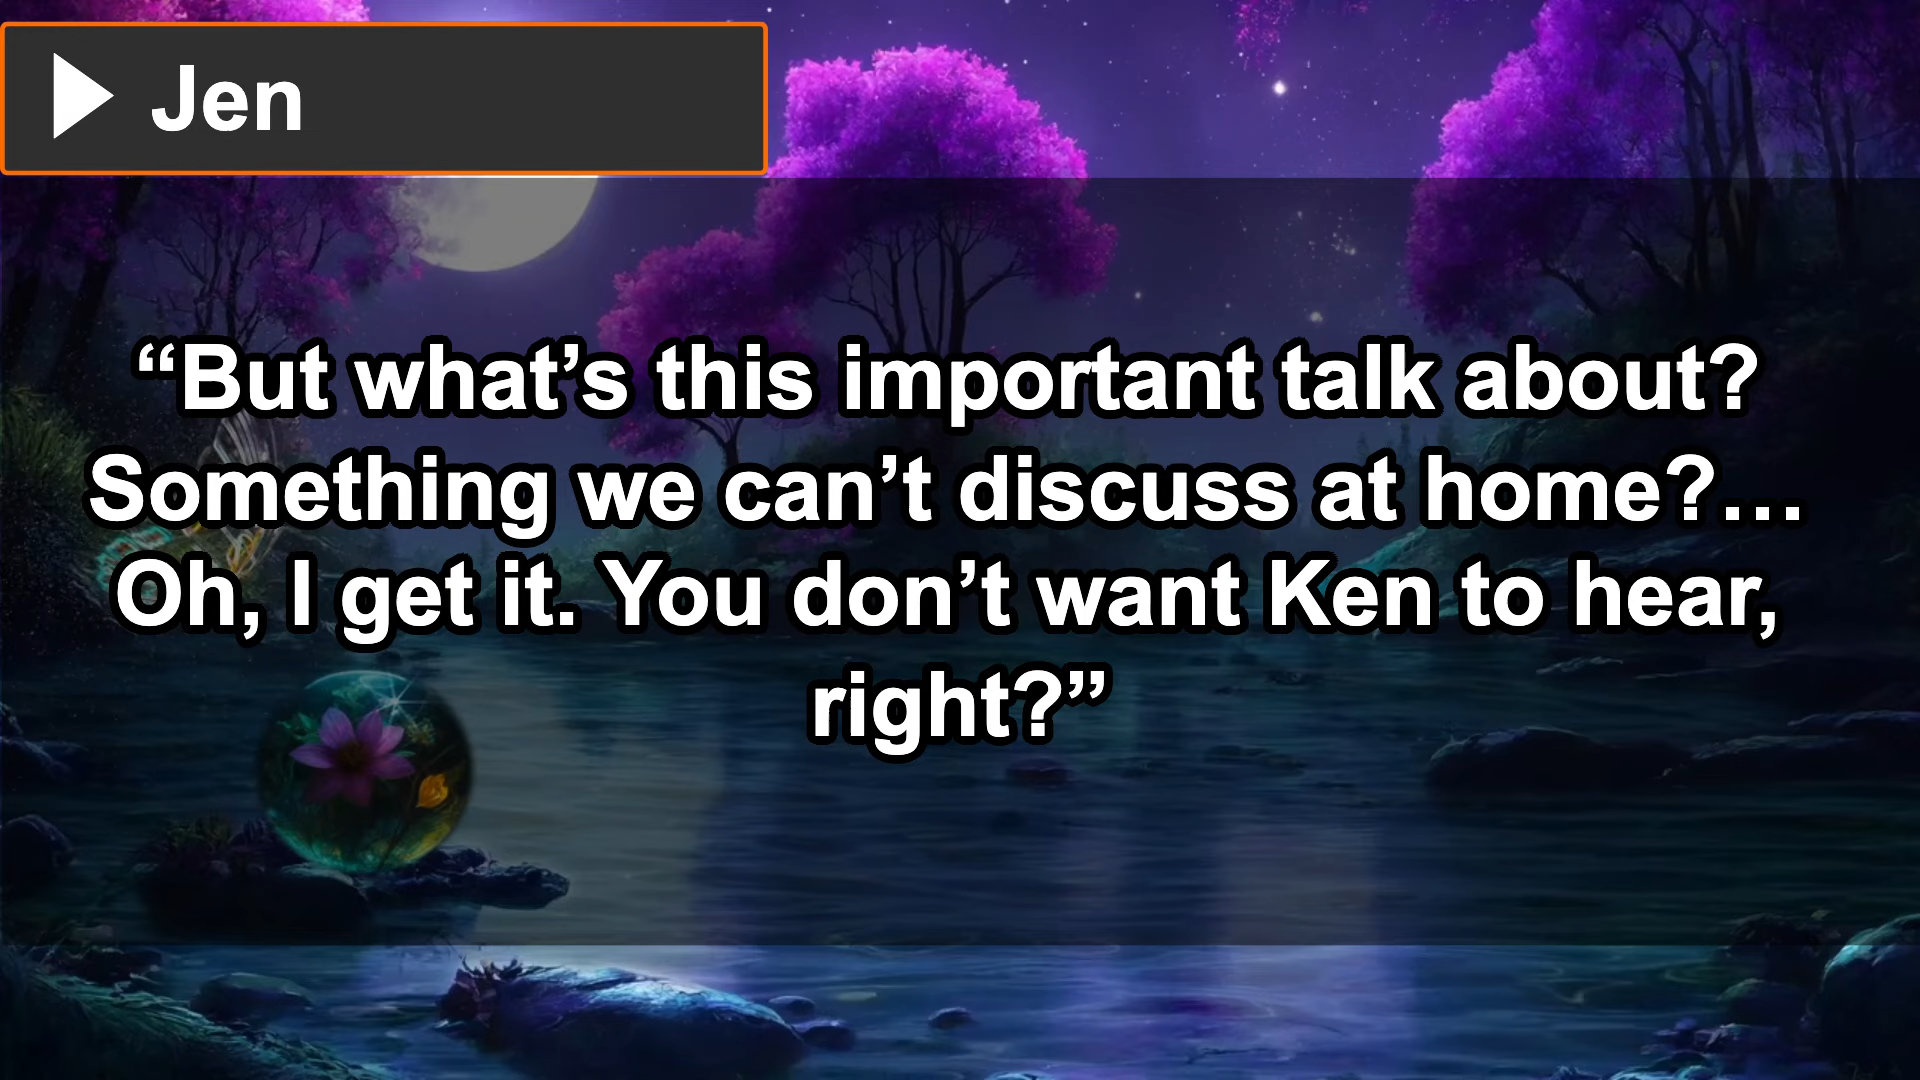 Jen
“But what’s this important talk about?
Something we can’t discuss at home?…
Oh, I get it. You don’t want Ken to hear,
right?”